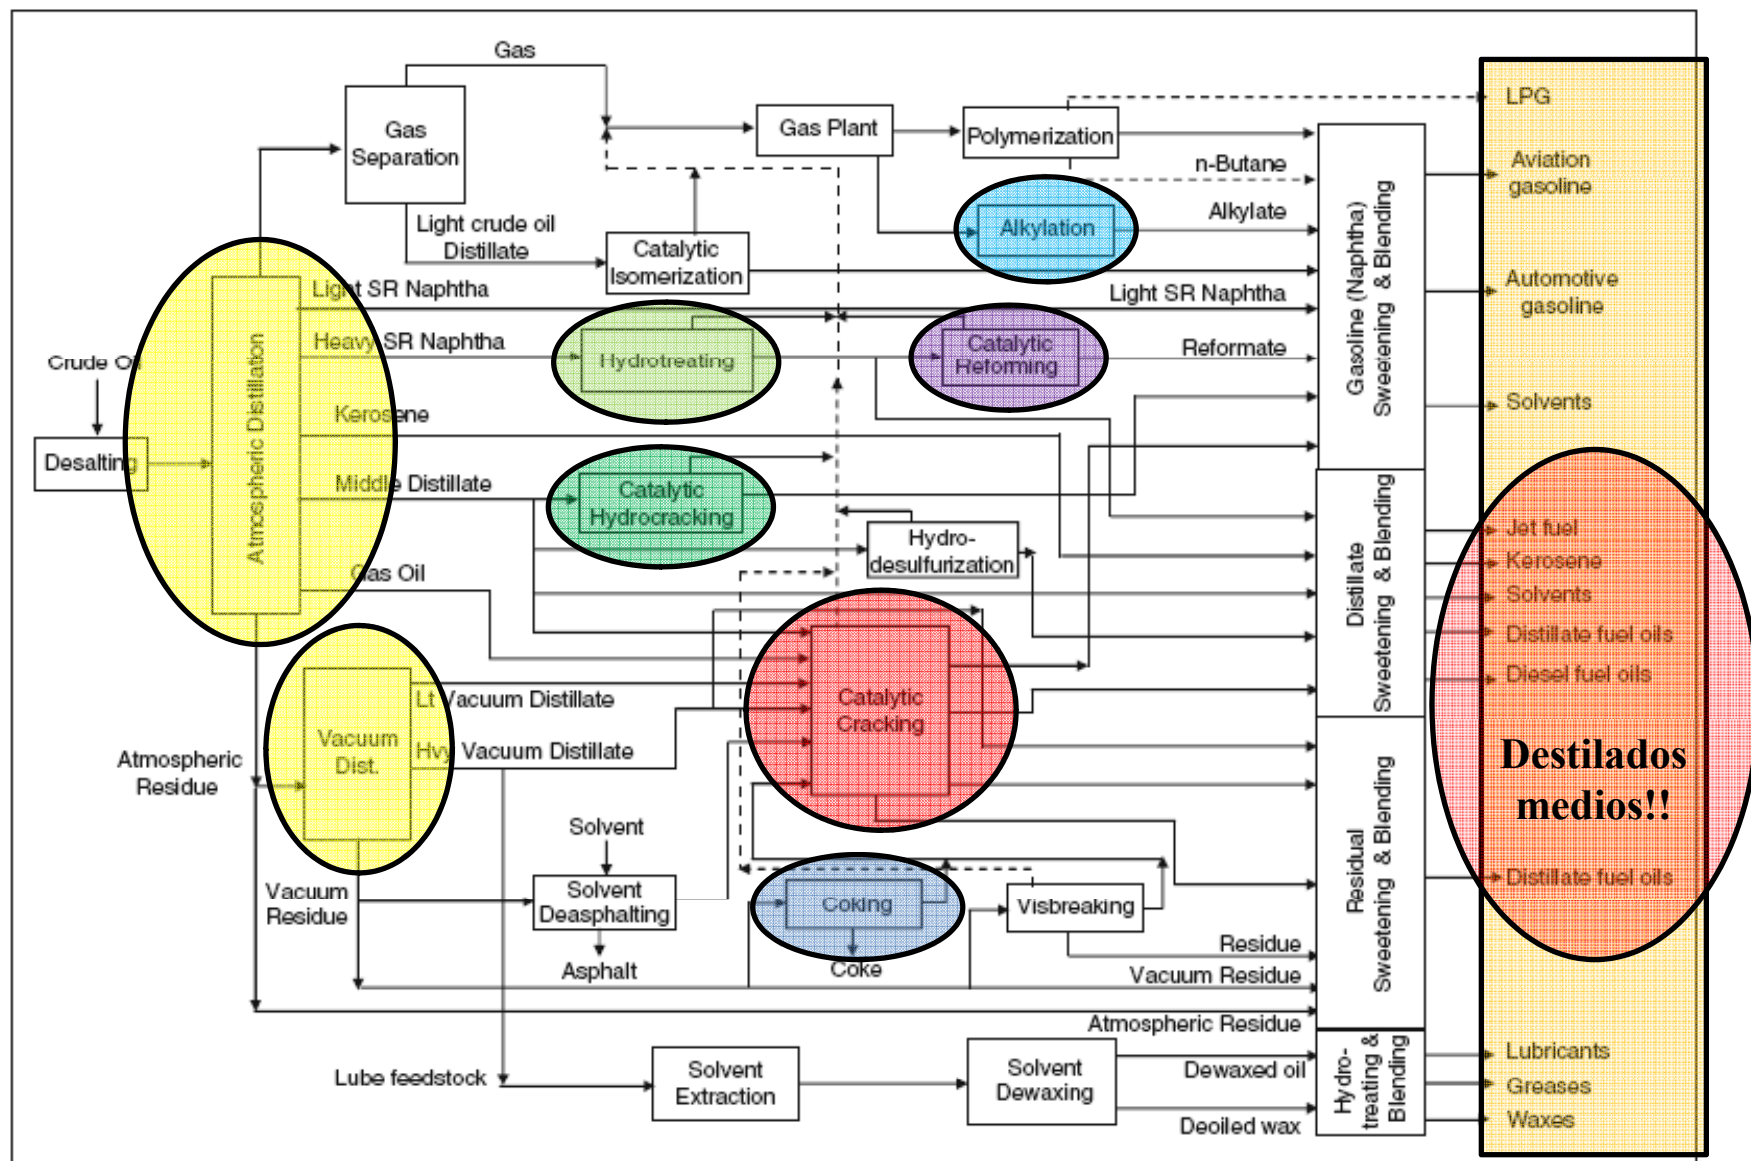 Gas
Gas
Separation
Gas Plant
Polymerization
LPG
n-Butane
Aviation
gasoline
Light crude oil
Distillate
Catalytic
Isomerization
Alkylation
Alkylate
Gasoline (Naphtha)
Sweetening & Blending
Automotive
gasoline
Light SR Naphtha
Light SR Naphtha
Heavy SR Naphtha
Hydrotreating
Catalytic
Reforming
Reformate
Crude Oil
Desalting
Atmospheric Distillation
Kerosene
Solvents
Middle Distillate
Catalytic
Hydrocracking
Hydro-
desulfurization
Distillate
Sweetening & Blending
Jet fuel
Kerosene
Solvents
Distillate fuel oils
Diesel fuel oils
Gas Oil
Lt Vacuum Distillate
Catalytic
Cracking
Vacuum
Dist.
Hvy Vacuum Distillate
Atmospheric
Residue
Destilados
medios!!
Solvent
Residual
Sweetening & Blending
Distillate fuel oils
Vacuum
Residue
Solvent
Deasphalting
Coking
Visbreaking
Asphalt
Coke
Residue
Vacuum Residue
Atmospheric Residue
Lube feedstock
Solvent
Extraction
Solvent
Dewaxing
Dewaxed oil
Deoiled wax
Hydro-
treating &
Blending
Lubricants
Greases
Waxes